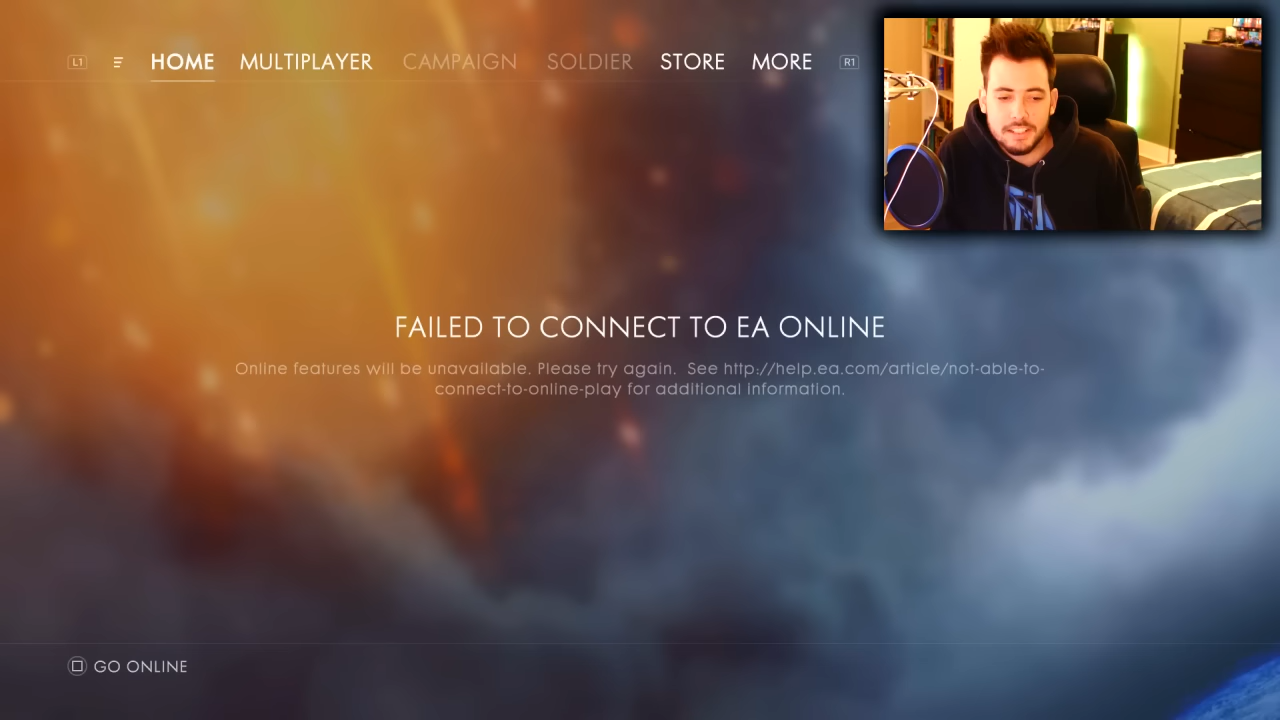 L1 HOME MULTIPLAYER CAMPAIGN SOLDIER STORE MORE R1
FAILED TO CONNECT TO EA ONLINE
Online features will be unavailable. Please try again. See http://help.ea.com/article/not-able-to-
connect-to-online-play for additional information.
GO ONLINE